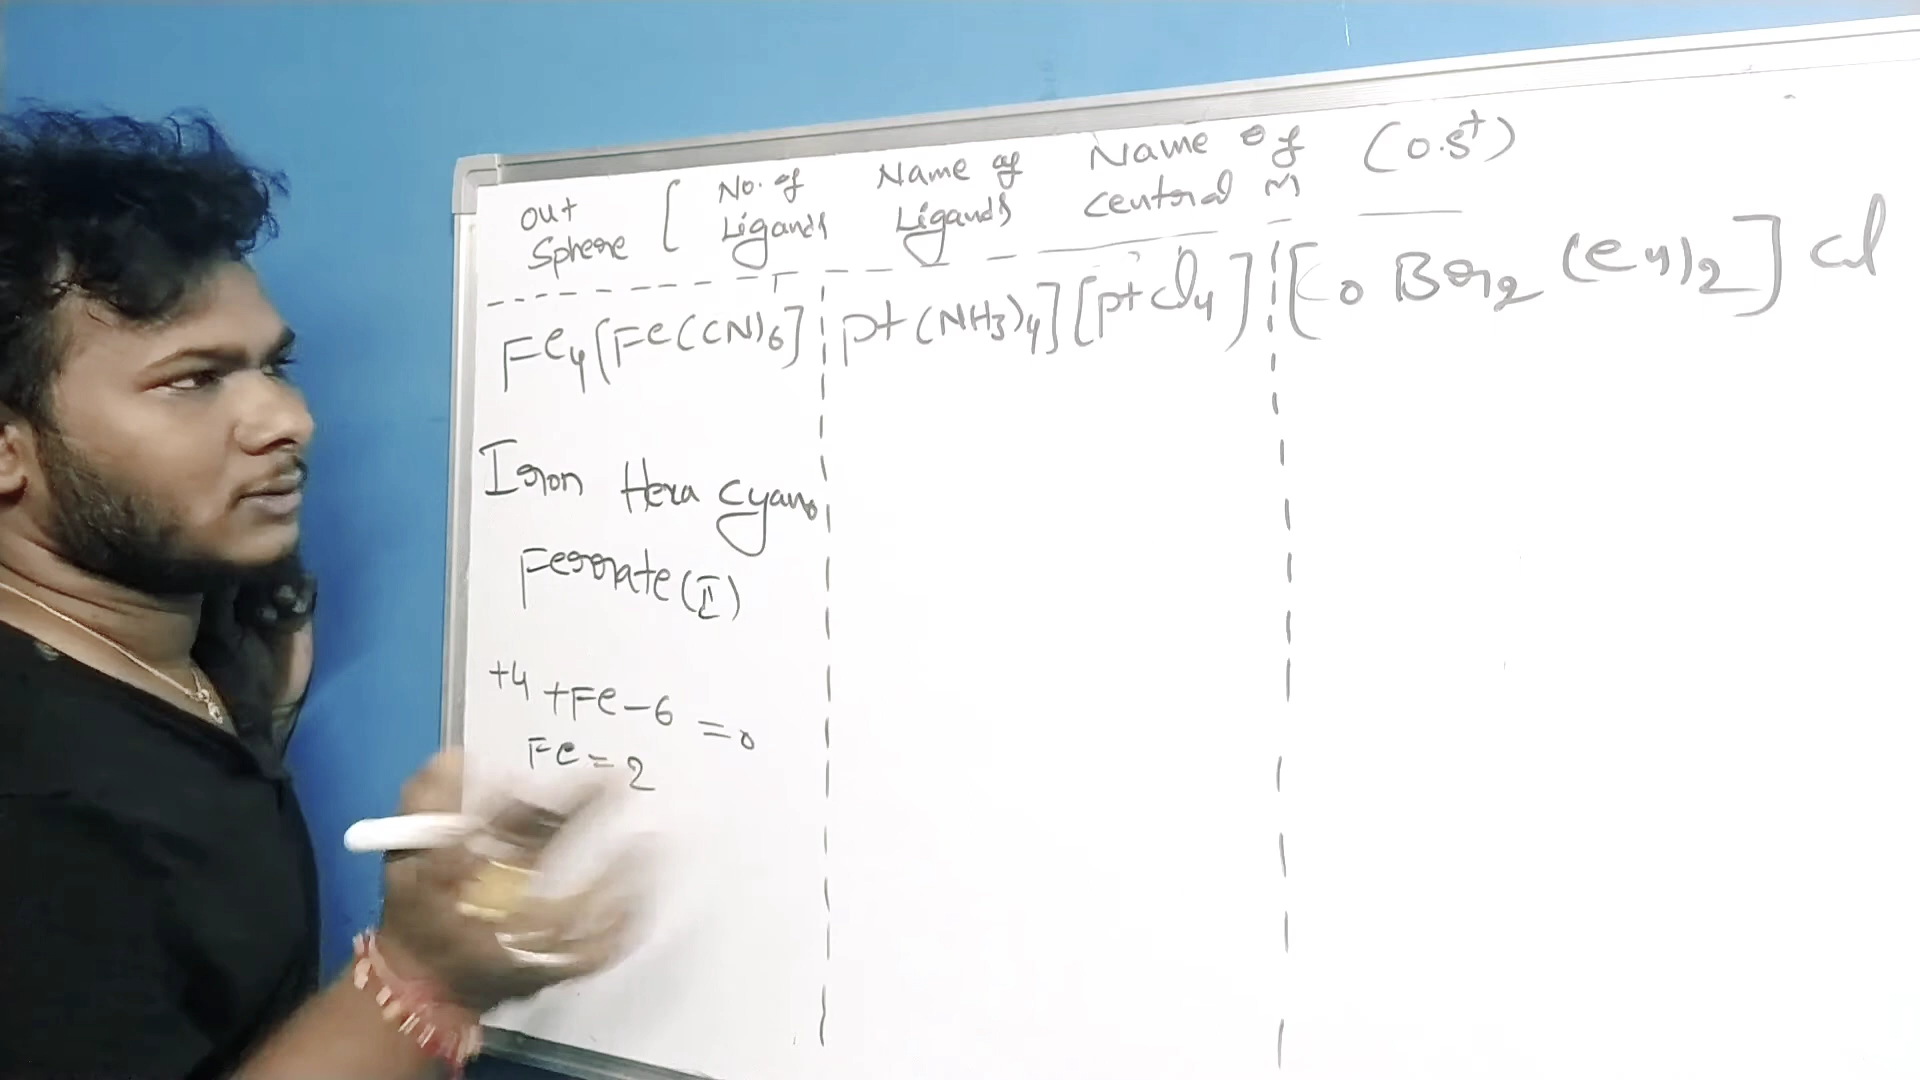 out Sphere [ No. of Ligands Name of Ligands Name of central M (O.S+)
Fe4[Fe(CN)6] pt(NH3)4][ptCl4] [Co Br2 (en)2] Cl
Iron Hexa Cyano
Ferrate(II)
+4 +Fe-6 =0
Fe = 2